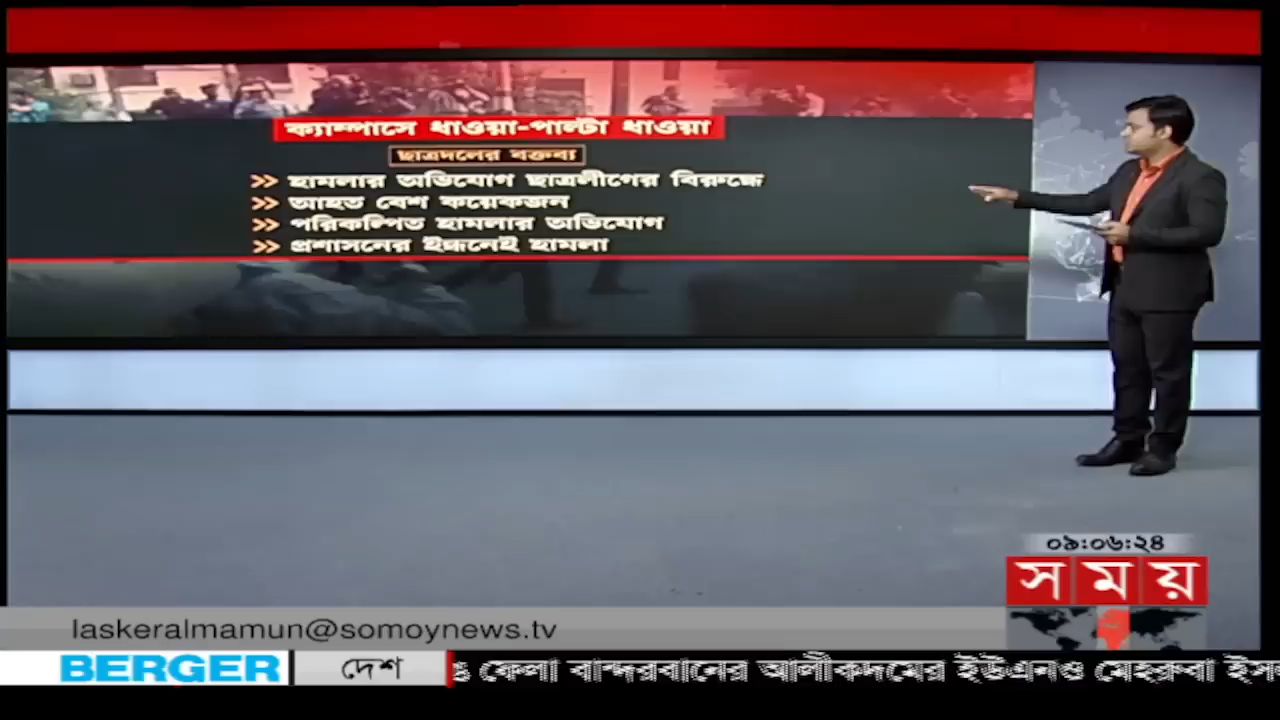 ক্যাম্পাসে ধাওয়া-পাল্টা ধাওয়া
ছাত্রদলের বক্তব্য
হামলার অভিযোগ ছাত্রলীগের বিরুদ্ধে
আহত বেশ কয়েকজন
পরিকল্পিত হামলার অভিযোগ
প্রশাসনের ইন্ধনেই হামলা
০৯:০৬:২৪
সময়
laskeralmamun@somoynews.tv
BERGER দেশ ফেলা বান্দরবানের আলীকদমের ইউএনও মেহরুবা